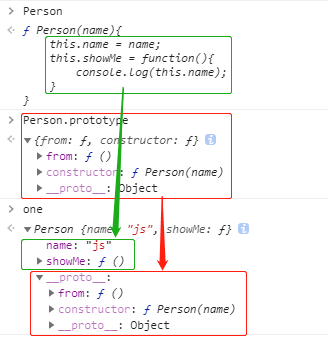 > Person
<· ƒ Person(name){
this.name = name;
this.showMe = function(){
console.log(this.name);
}
}
> Person.prototype
<· ▼{from: ƒ, constructor: ƒ} i
▶ from: ƒ ()
▶ constructor: ƒ Person(name)
▶ __proto__: Object
> one
<· ▼Person {name: "js", showMe: ƒ} i
name: "js"
▶ showMe: ƒ ()
▼ __proto__:
▶ from: ƒ ()
▶ constructor: ƒ Person(name)
▶ __proto__: Object